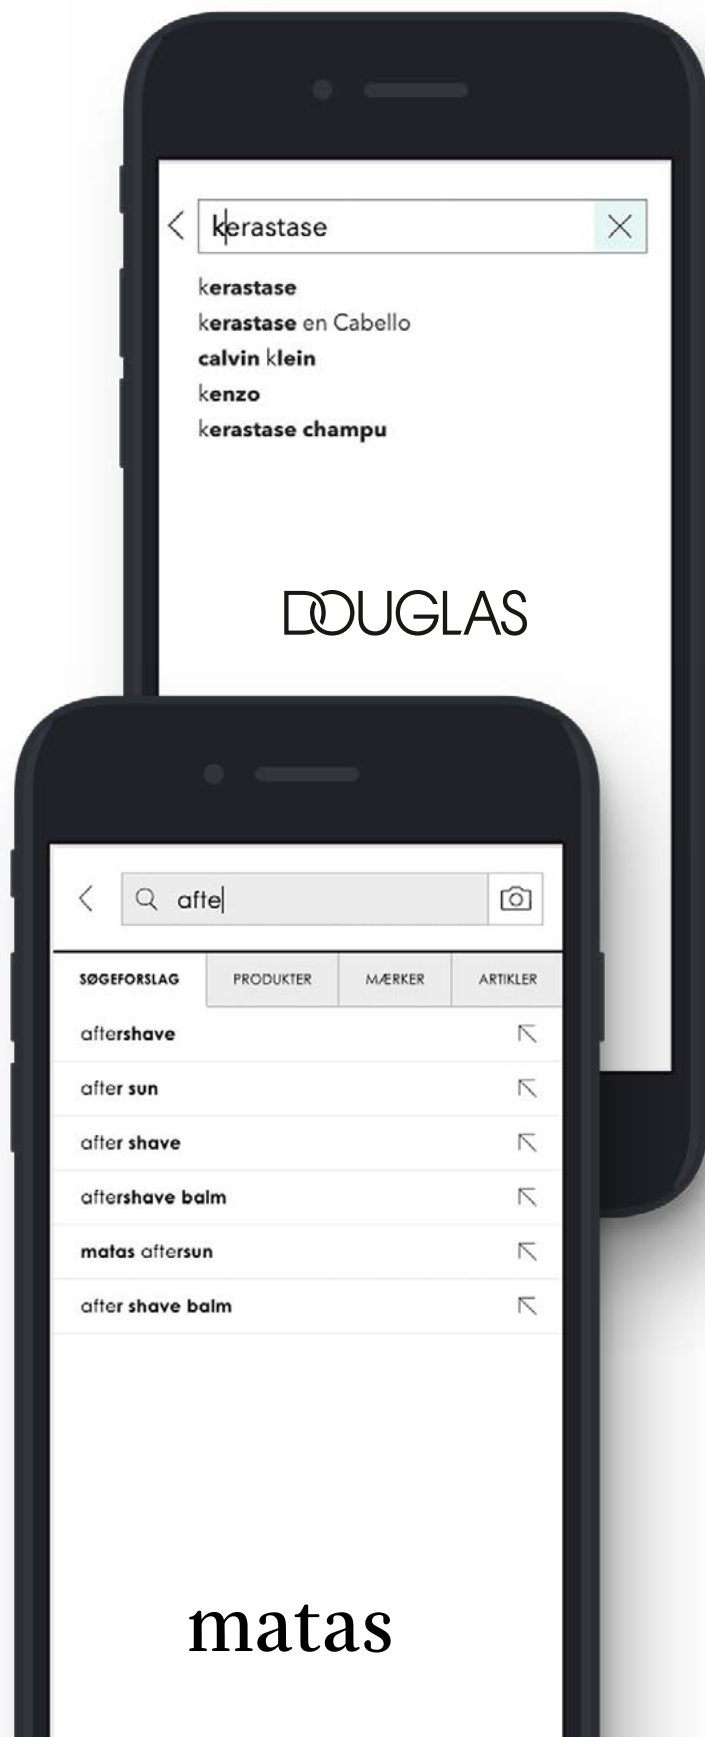 kerastase
kerastase
kerastase en Cabello
calvin klein
kenzo
kerastase champu
DOUGLAS
afte
SØGEFORSLAG PRODUKTER MÆRKER ARTIKLER
aftershave
after sun
after shave
aftershave balm
matas aftersun
after shave balm
matas